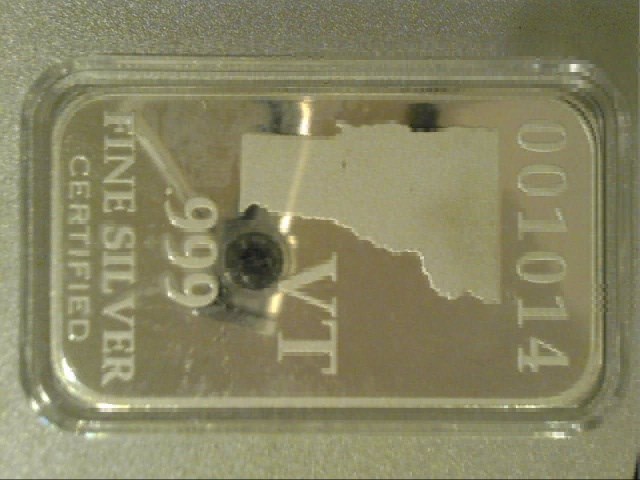 001014
VT
999
FINE SILVER
CERTIFIED